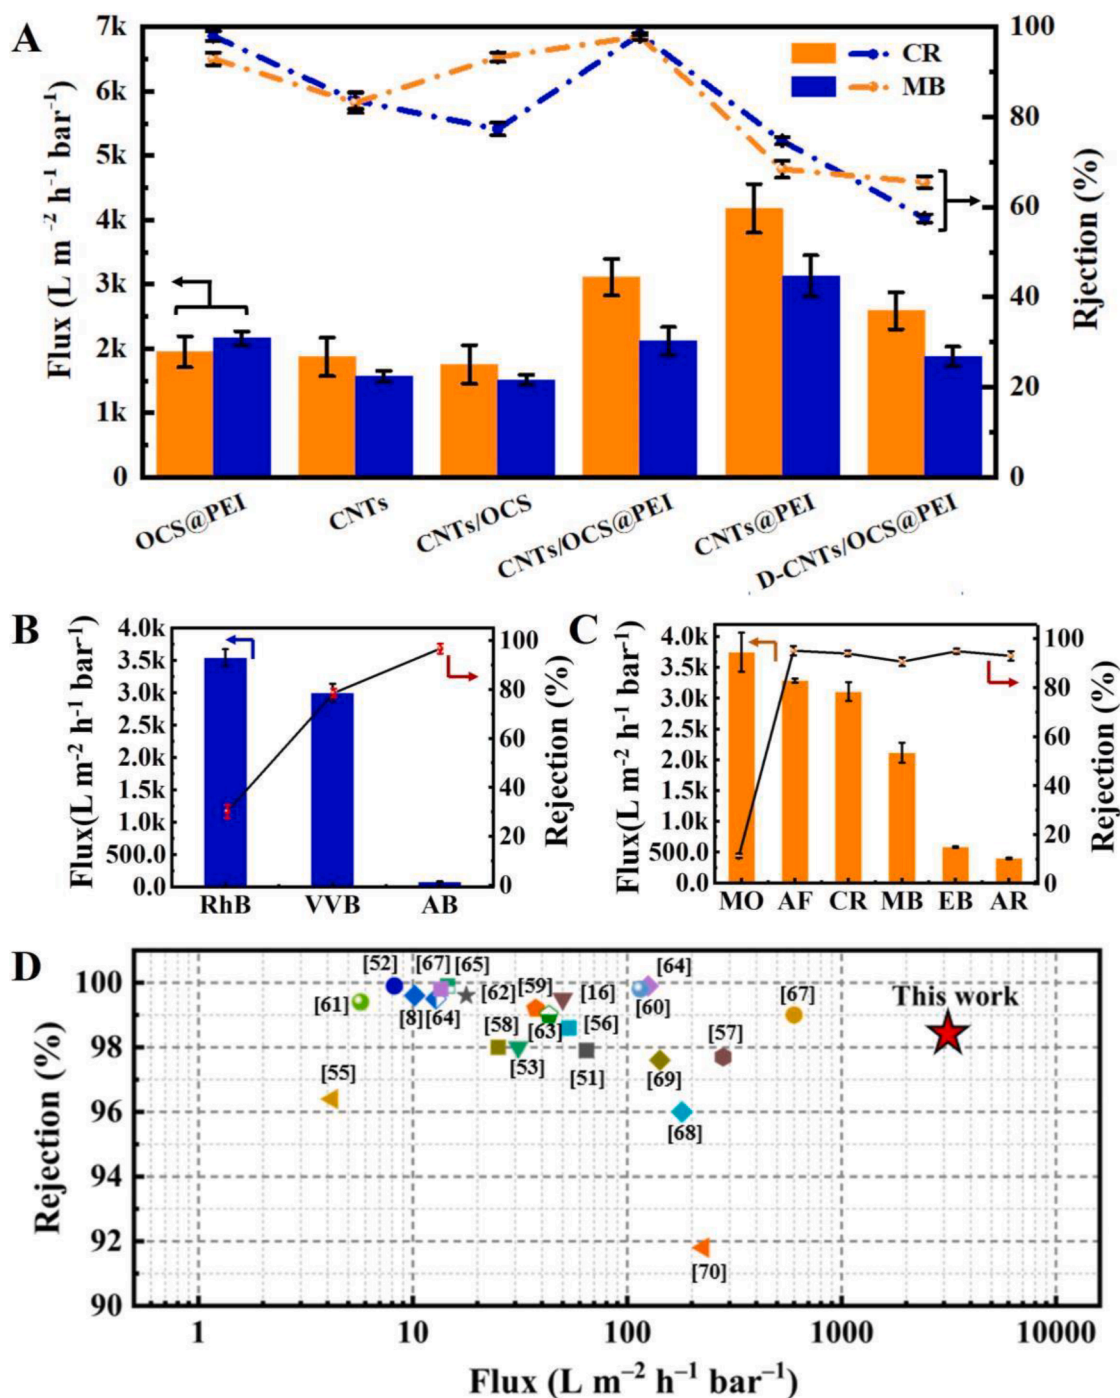 A
7k
6k
5k
4k
3k
2k
1k
0
Flux (L m⁻² h⁻¹ bar⁻¹)
CR
MB
100
80
60
40
20
0
Rjection (%)
OCS@PEI
CNTs
CNTs/OCS
CNTs/OCS@PEI
CNTs@PEI
D-CNTs/OCS@PEI
B
4.0k
3.5k
3.0k
2.5k
2.0k
1.5k
1.0k
500.0
0.0
Flux(L m⁻² h⁻¹ bar⁻¹)
100
80
60
40
20
0
Rejection (%)
RhB VVB AB
C
4.0k
3.5k
3.0k
2.5k
2.0k
1.5k
1.0k
500.0
0.0
Flux(L m⁻² h⁻¹ bar⁻¹)
100
80
60
40
20
0
Rejection (%)
MO AF CR MB EB AR
D
100
98
96
94
92
90
Rejection (%)
[52] [67] [65] [64]
[61] [62] [59] [16] [60] [67] This work
[8] [64] [58] [63] [56] [57]
[53] [51] [69]
[55]
[68]
[70]
1 10 100 1000 10000
Flux (L m⁻² h⁻¹ bar⁻¹)